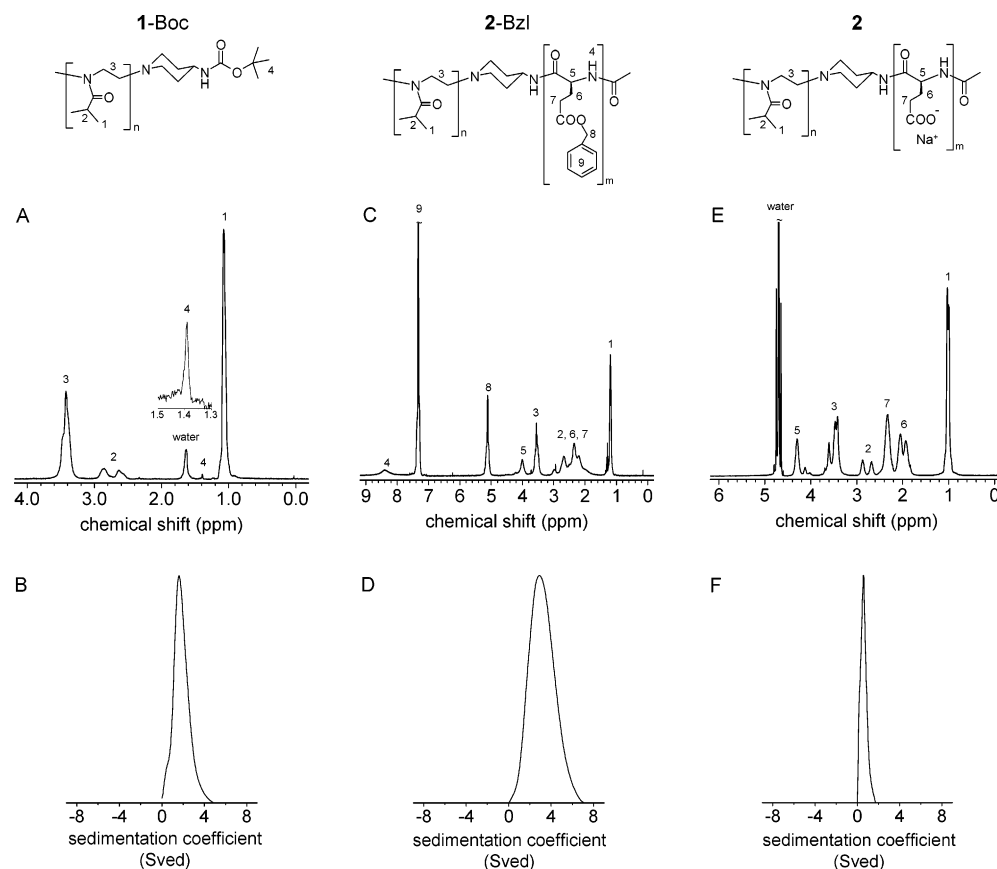 1-Boc
2-Bzl
2
3
N
O
n
2
1
N
N
H
O
O
4
3
N
O
n
2
1
N
N
H
O
5
4
H
N
6
7
O
COO
8
9
m
3
N
O
n
2
1
N
N
H
O
5
H
N
6
7
O
COO-
Na+
m
A
3
2
1.5
1.4
1.3
4
water
4
1
4.0
3.0
2.0
1.0
0.0
chemical shift (ppm)
C
4
9
8
5
3
2, 6, 7
1
9 8 7 6 5 4 3 2 1 0
chemical shift (ppm)
E
water
~
5
3
2
7
6
1
6 5 4 3 2 1 0
chemical shift (ppm)
B
-8 -4 0 4 8
sedimentation coefficient
(Sved)
D
-8 -4 0 4 8
sedimentation coefficient
(Sved)
F
-8 -4 0 4 8
sedimentation coefficient
(Sved)